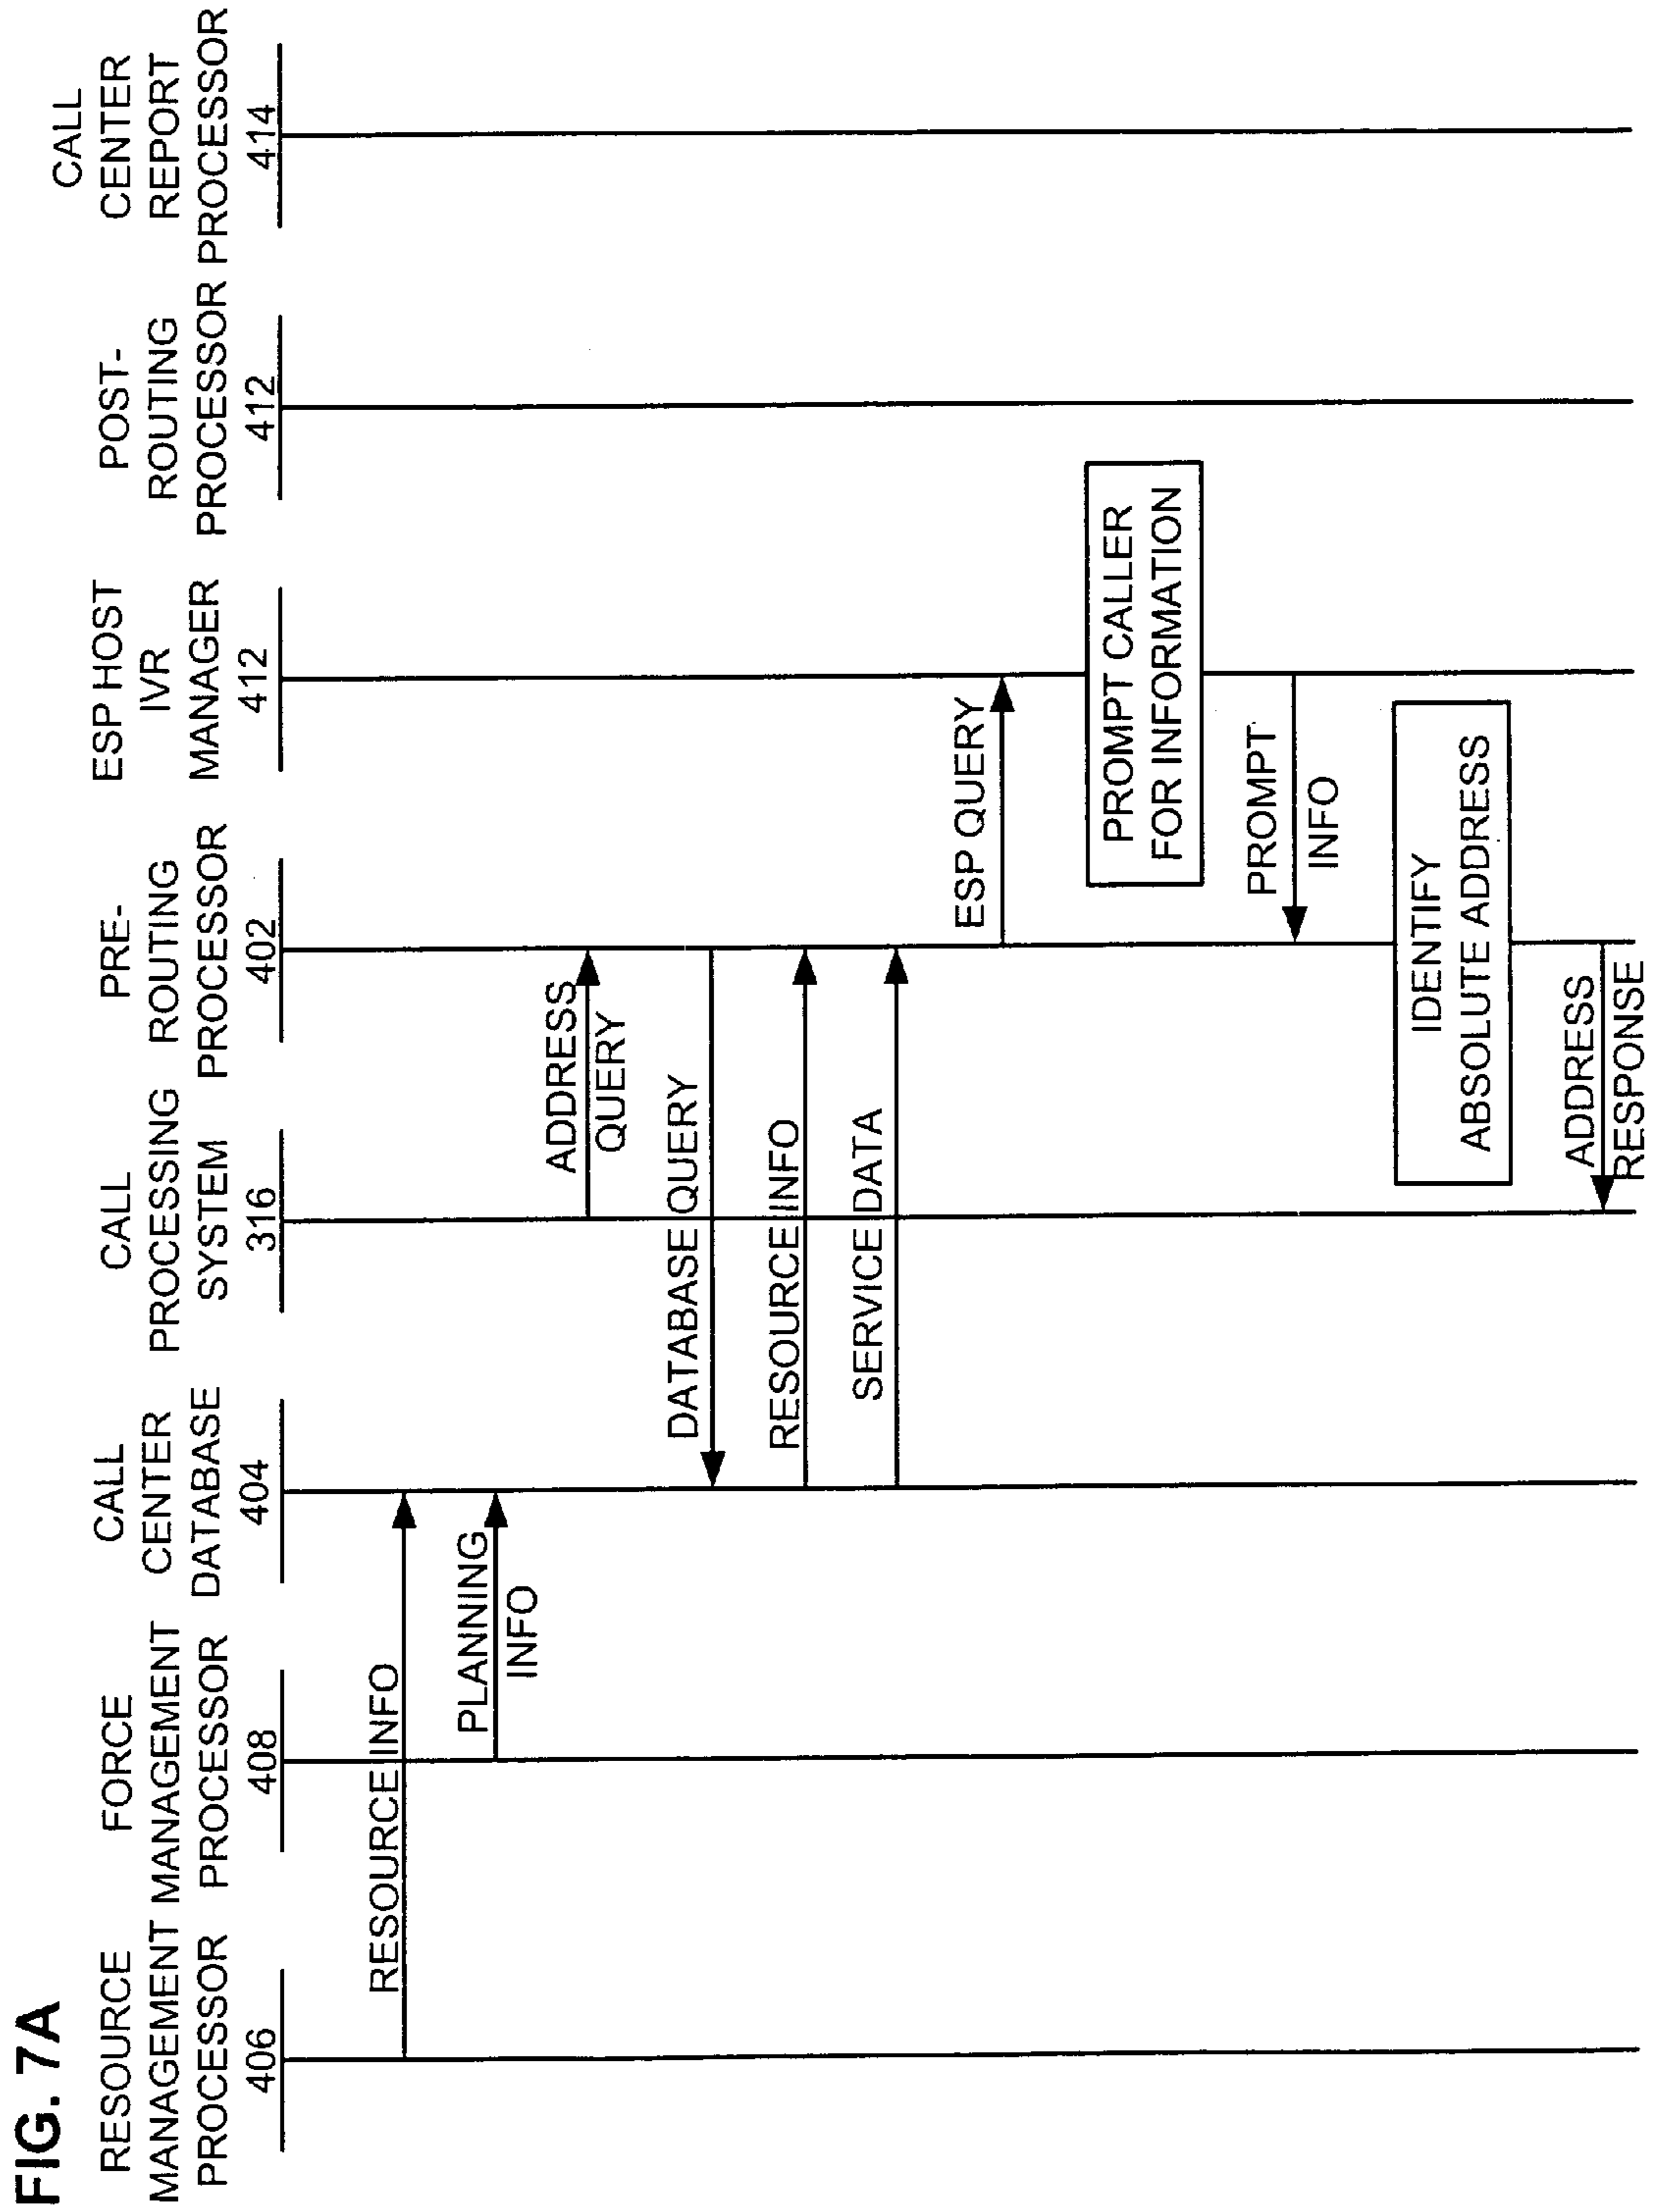 FIG. 7A
RESOURCE
MANAGEMENT
PROCESSOR
406
FORCE
MANAGEMENT
PROCESSOR
408
CALL
CENTER
DATABASE
404
CALL
PROCESSING
SYSTEM
316
PRE-
ROUTING
PROCESSOR
402
ESP HOST
IVR
MANAGER
412
POST-
ROUTING
PROCESSOR
412
CALL
CENTER
REPORT
PROCESSOR
414
RESOURCE INFO
PLANNING
INFO
ADDRESS
QUERY
DATABASE QUERY
RESOURCE INFO
SERVICE DATA
ESP QUERY
PROMPT CALLER
FOR INFORMATION
PROMPT
INFO
IDENTIFY
ABSOLUTE ADDRESS
ADDRESS
RESPONSE